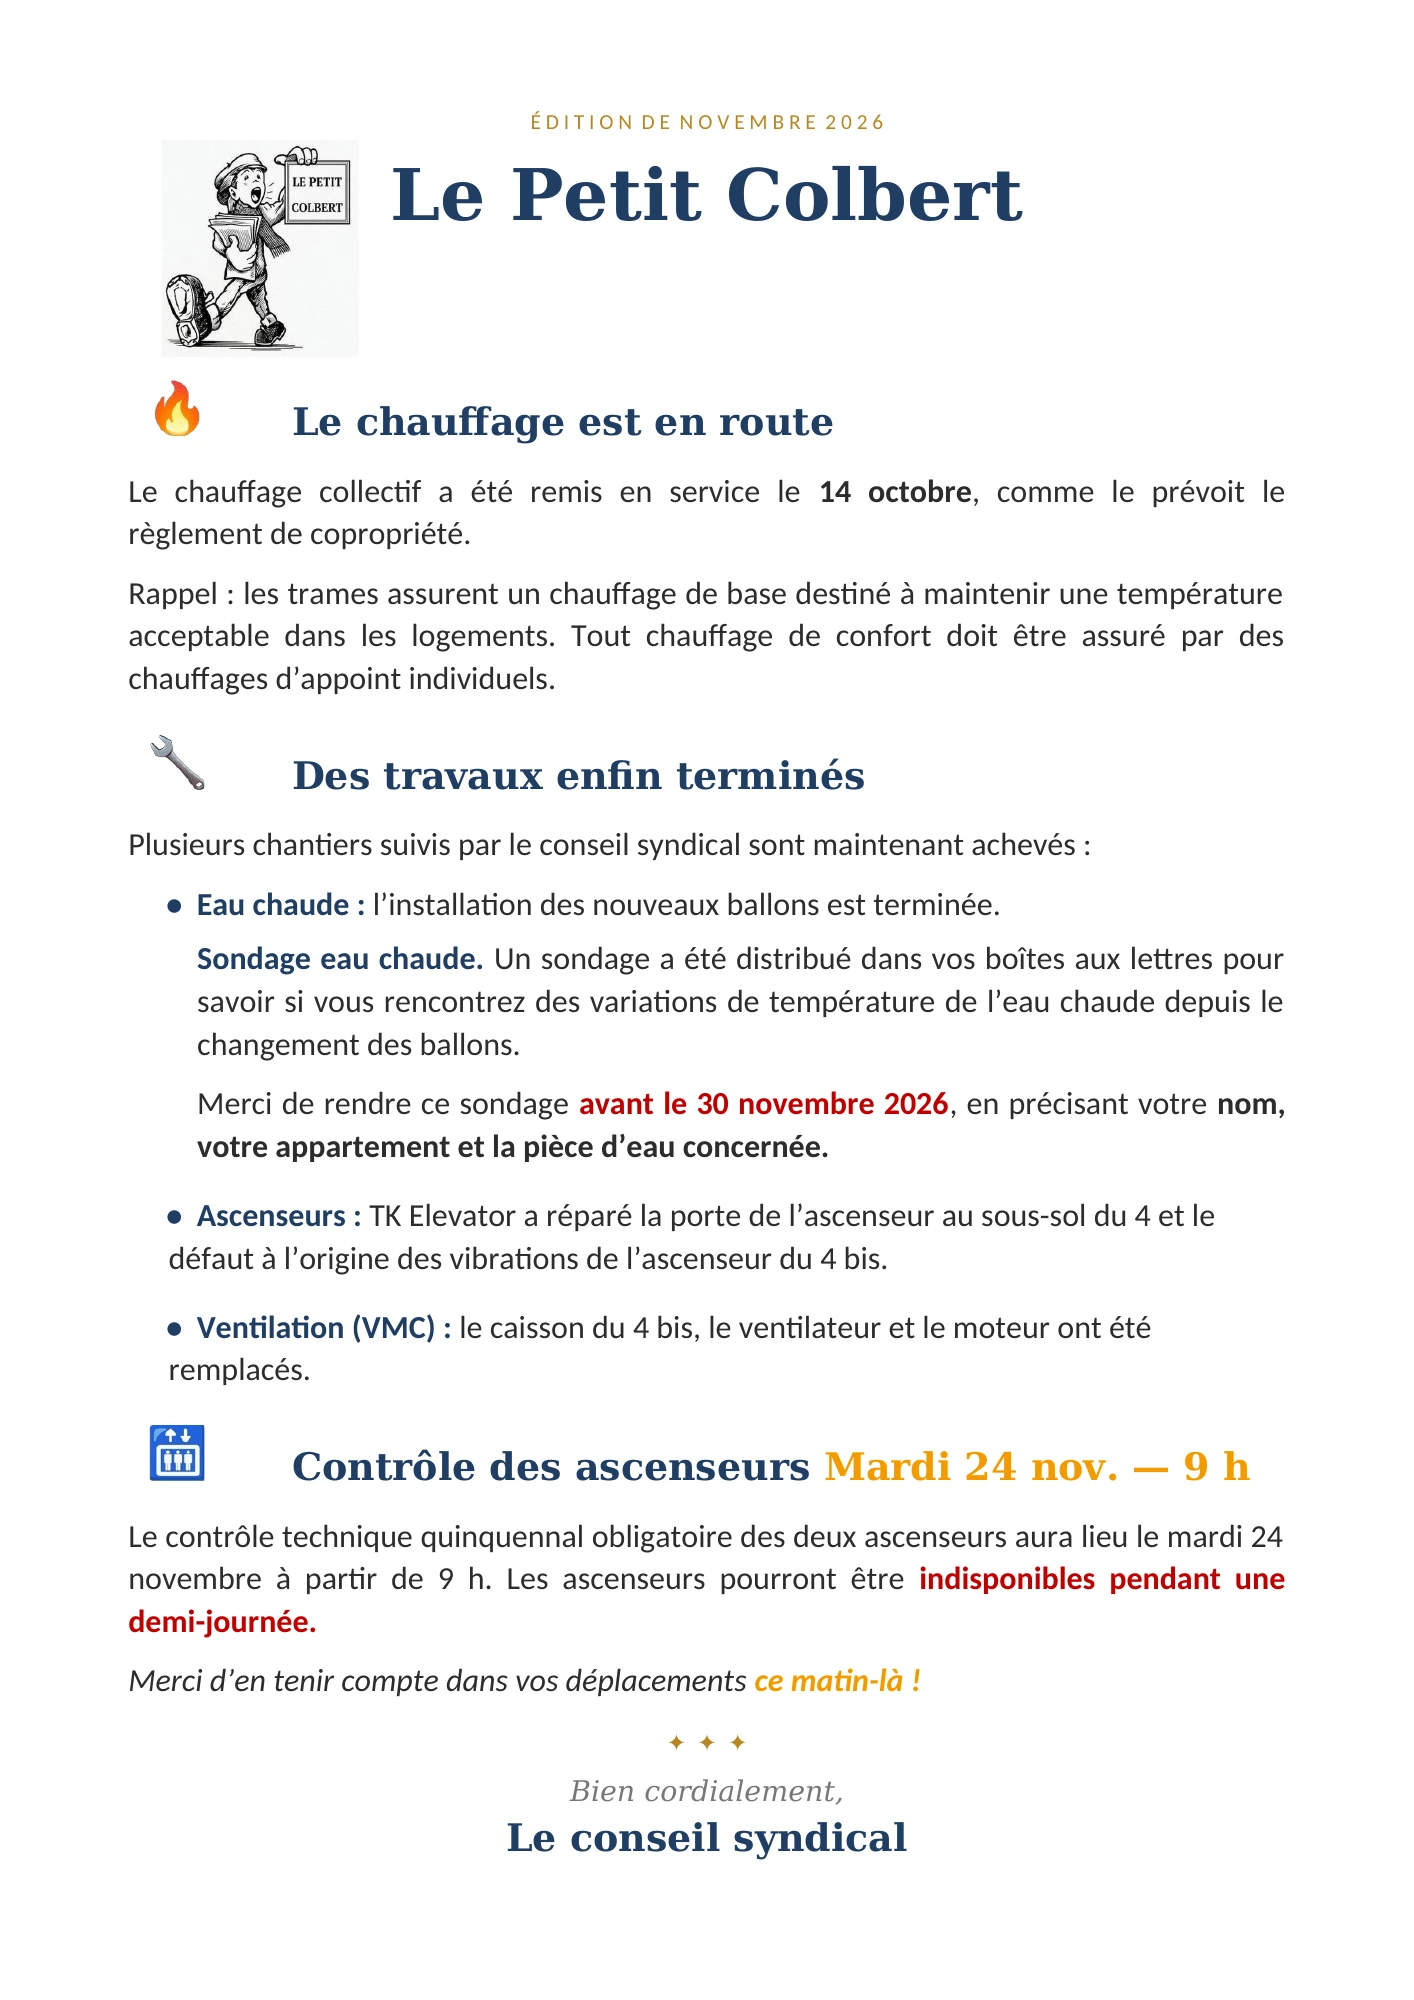 ÉDITION DE NOVEMBRE 2026
LE PETIT
COLBERT
Le Petit Colbert
Le chauffage est en route
Le chauffage collectif a été remis en service le 14 octobre, comme le prévoit le
règlement de copropriété.
Rappel : les trames assurent un chauffage de base destiné à maintenir une température
acceptable dans les logements. Tout chauffage de confort doit être assuré par des
chauffages d’appoint individuels.
Des travaux enfin terminés
Plusieurs chantiers suivis par le conseil syndical sont maintenant achevés :
● Eau chaude : l’installation des nouveaux ballons est terminée.
Sondage eau chaude. Un sondage a été distribué dans vos boîtes aux lettres pour
savoir si vous rencontrez des variations de température de l’eau chaude depuis le
changement des ballons.
Merci de rendre ce sondage avant le 30 novembre 2026, en précisant votre nom,
votre appartement et la pièce d’eau concernée.
● Ascenseurs : TK Elevator a réparé la porte de l’ascenseur au sous-sol du 4 et le
défaut à l’origine des vibrations de l’ascenseur du 4 bis.
● Ventilation (VMC) : le caisson du 4 bis, le ventilateur et le moteur ont été
remplacés.
Contrôle des ascenseurs Mardi 24 nov. — 9 h
Le contrôle technique quinquennal obligatoire des deux ascenseurs aura lieu le mardi 24
novembre à partir de 9 h. Les ascenseurs pourront être indisponibles pendant une
demi-journée.
Merci d’en tenir compte dans vos déplacements ce matin-là !
✦ ✦ ✦
Bien cordialement,
Le conseil syndical